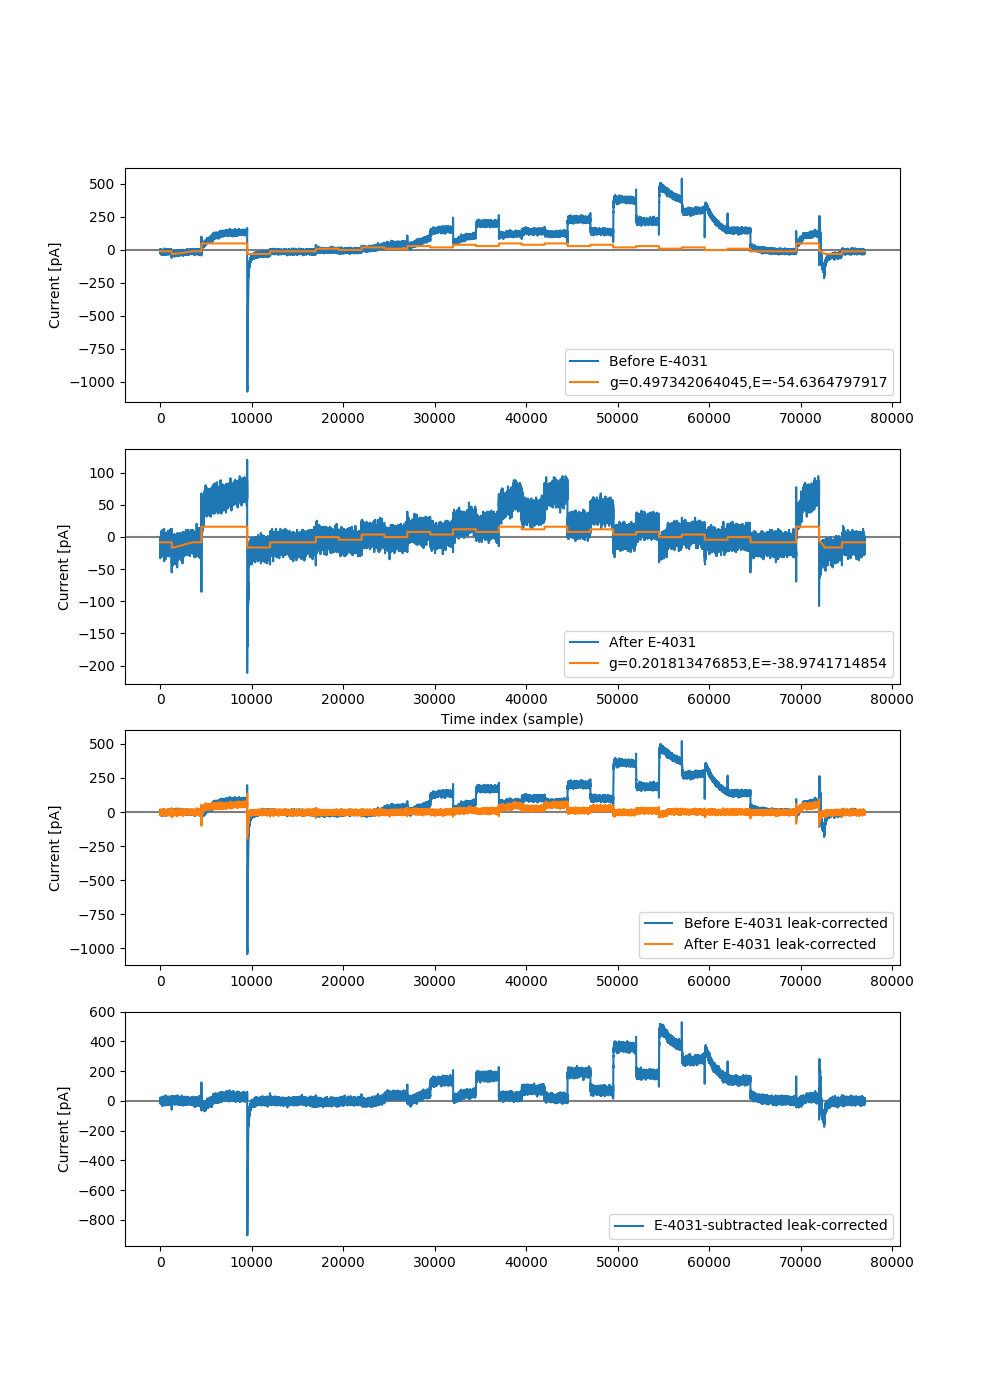 500
250
0
−250
−500
−750
−1000
Current [pA]
Before E-4031
g=0.497342064045,E=-54.6364797917
0 10000 20000 30000 40000 50000 60000 70000 80000
100
50
0
−50
−100
−150
−200
Current [pA]
After E-4031
g=0.201813476853,E=-38.9741714854
0 10000 20000 30000 40000 50000 60000 70000 80000
Time index (sample)
500
250
0
−250
−500
−750
−1000
Current [pA]
Before E-4031 leak-corrected
After E-4031 leak-corrected
0 10000 20000 30000 40000 50000 60000 70000 80000
600
400
200
0
−200
−400
−600
−800
Current [pA]
E-4031-subtracted leak-corrected
0 10000 20000 30000 40000 50000 60000 70000 80000